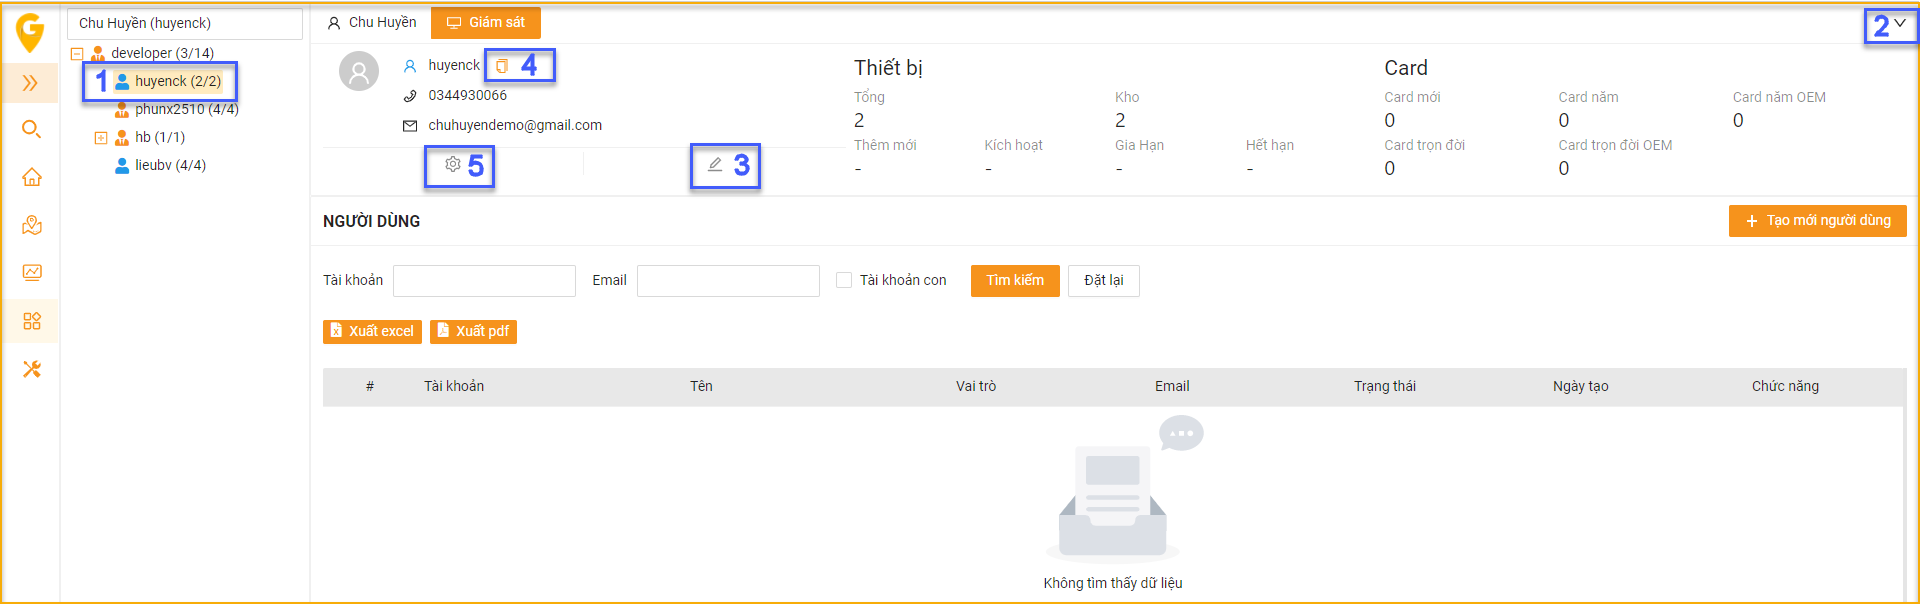 G
Chu Huyền (huyenck)
developer (3/14)
1 huyenck (2/2)
phunx2510 (4/4)
hb (1/1)
lieubv (4/4)
Chu Huyền Giám sát 2
huyenck 4
0344930066
chuhuyendemo@gmail.com
5 3
Thiết bị
Tổng Kho
2 2
Thêm mới Kích hoạt Gia Hạn Hết hạn
- - - -
Card
Card mới Card năm Card năm OEM
0 0 0
Card trọn đời Card trọn đời OEM
0 0
NGƯỜI DÙNG + Tạo mới người dùng
Tài khoản Email Tài khoản con Tìm kiếm Đặt lại
Xuất excel Xuất pdf
# Tài khoản Tên Vai trò Email Trạng thái Ngày tạo Chức năng
Không tìm thấy dữ liệu